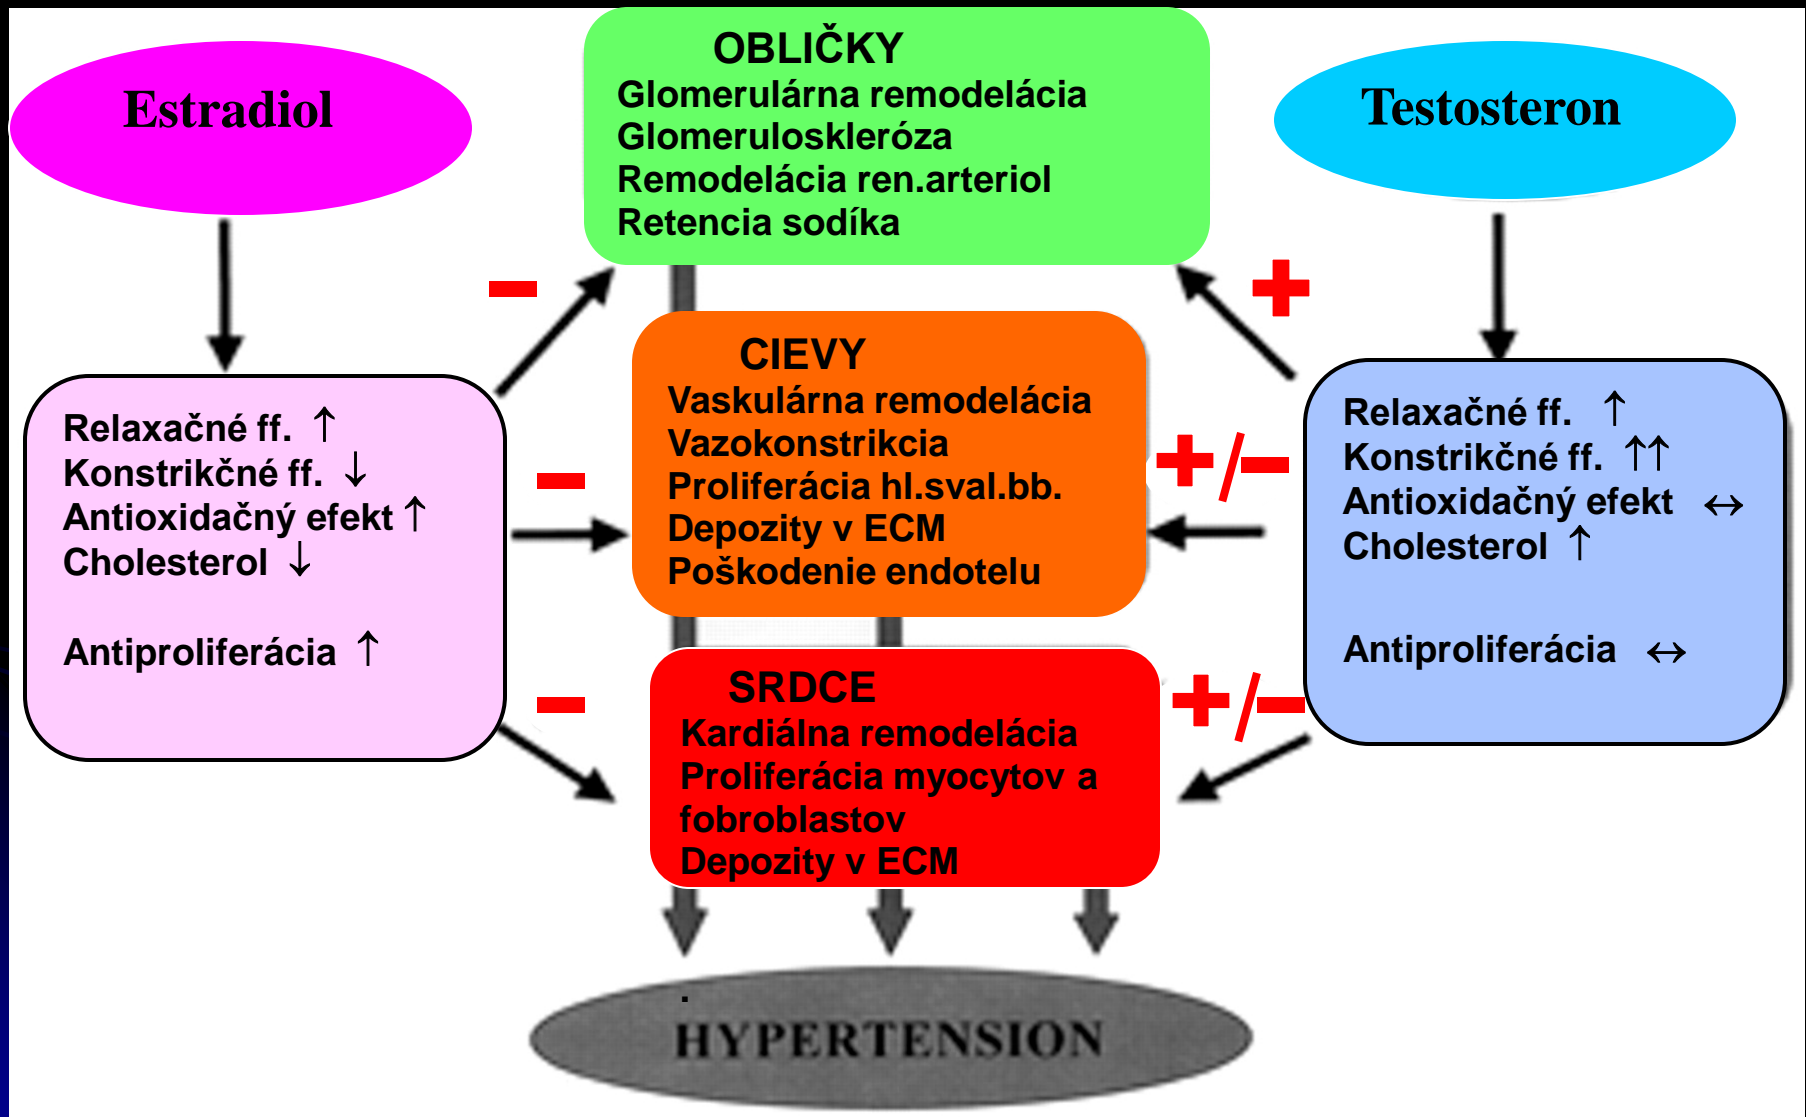 Estradiol
OBLIČKY
Glomerulárna remodelácia
Glomeruloskleróza
Remodelácia ren.arteriol
Retencia sodíka
Testosteron
–
+
Relaxačné ff. ↑
Konstrikčné ff. ↓
Antioxidačný efekt ↑
Cholesterol ↓
Antiproliferácia ↑
–
CIEVY
Vaskulárna remodelácia
Vazokonstrikcia
Proliferácia hl.sval.bb.
Depozity v ECM
Poškodenie endotelu
+/–
Relaxačné ff. ↑
Konstrikčné ff. ↑↑
Antioxidačný efekt ↔
Cholesterol ↑
Antiproliferácia ↔
–
SRDCE
Kardiálna remodelácia
Proliferácia myocytov a
fobroblastov
Depozity v ECM
+/–
.
HYPERTENSION